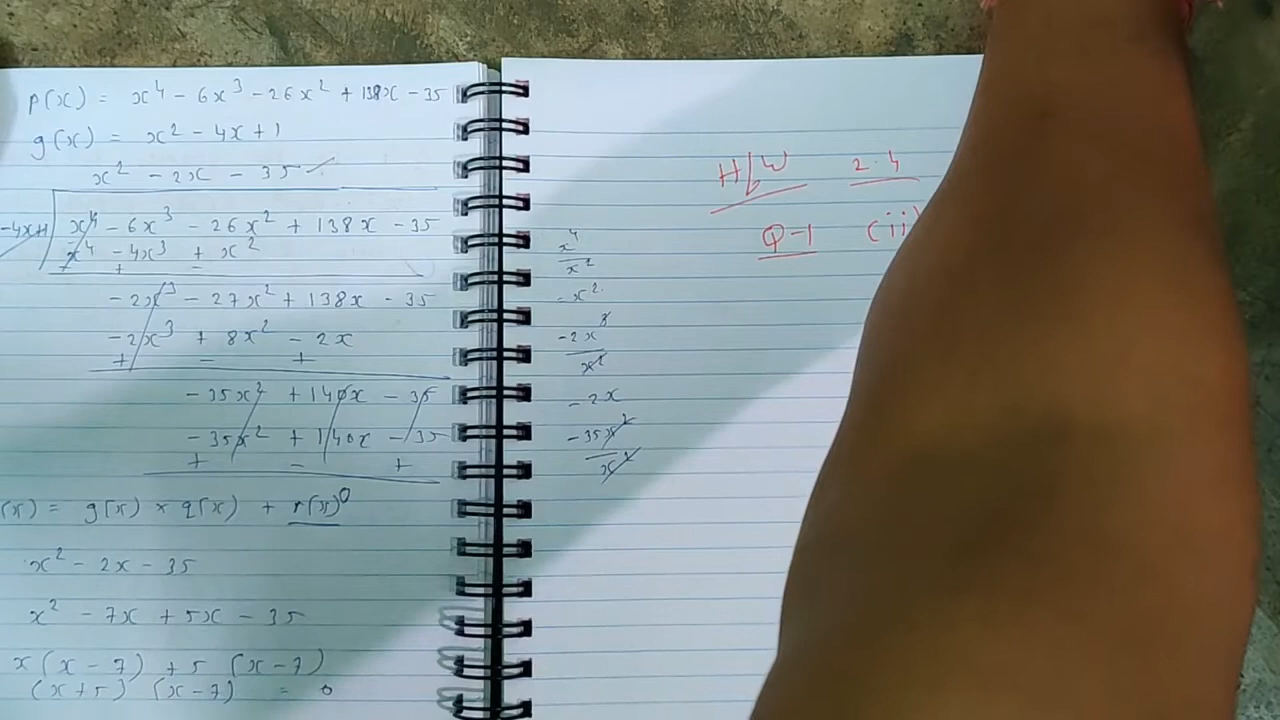 p(x) = x⁴ - 6x³ - 26x² + 138x - 35
g(x) = x² - 4x + 1
x² - 2x - 35
-4x+1 x⁴ - 6x³ - 26x² + 138x - 35
x⁴ - 4x³ + x²
- + -
- 2x³ - 27x² + 138x - 35
- 2x³ + 8x² - 2x
+ - +
- 35x² + 140x - 35
- 35x² + 140x - 35
+ - +
(x) = g(x) × q(x) + r(x) 0
x² - 2x - 35
x² - 7x + 5x - 35
x(x - 7) + 5 (x - 7)
(x + 5) (x - 7) = 0
x⁴
x²
- x²
-2x³
x²
- 2x
- 35x²
x²
H/W 2.4
Q-1 (ii)